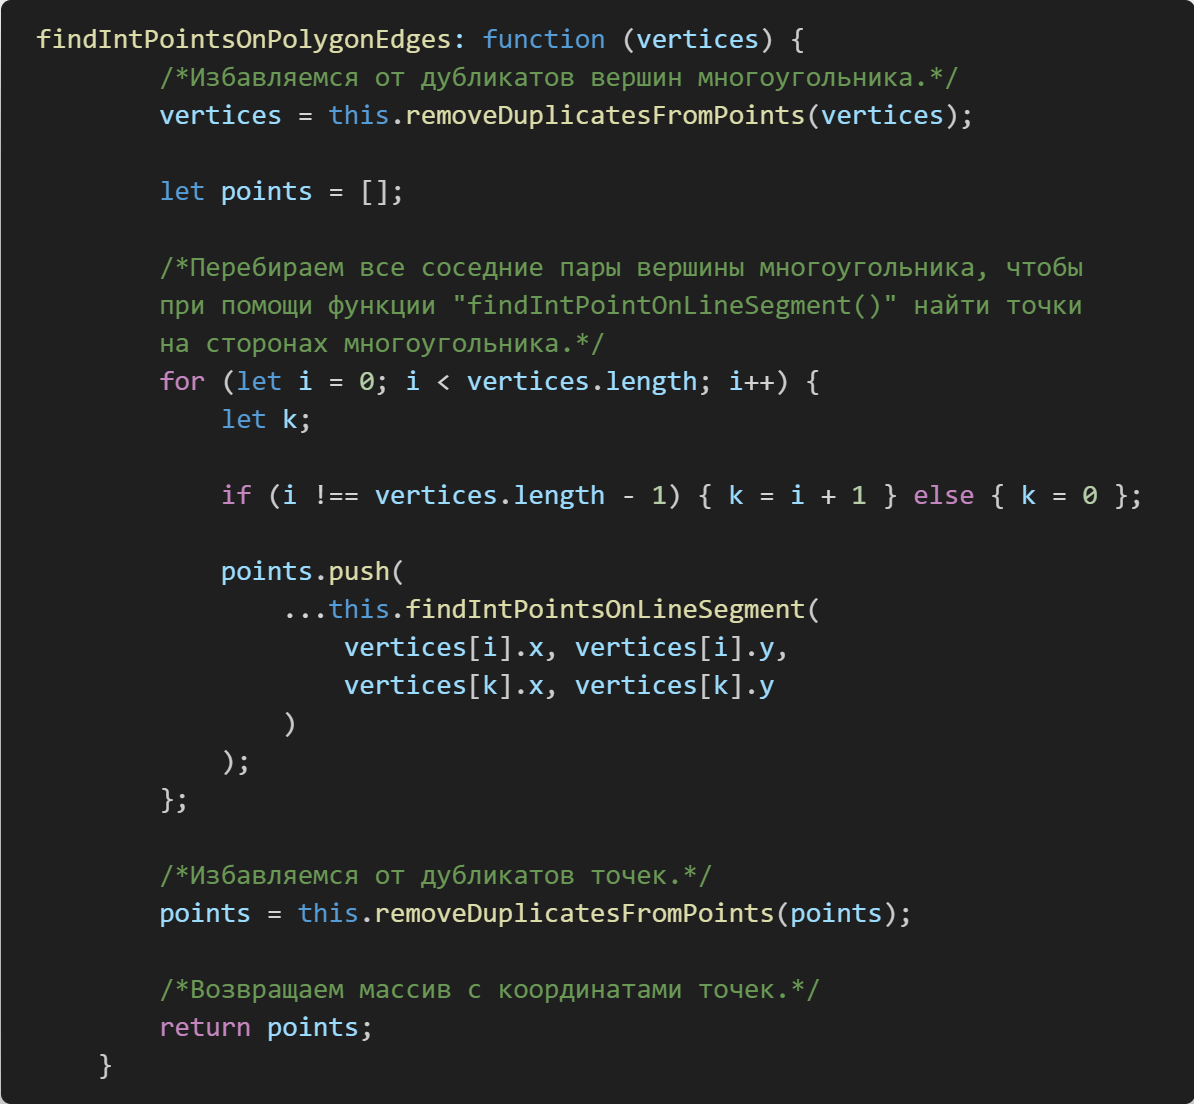 findIntPointsOnPolygonEdges: function (vertices) {
/*Избавляемся от дубликатов вершин многоугольника.*/
vertices = this.removeDuplicatesFromPoints(vertices);
let points = [];
/*Перебираем все соседние пары вершины многоугольника, чтобы
при помощи функции "findIntPointOnLineSegment()" найти точки
на сторонах многоугольника.*/
for (let i = 0; i < vertices.length; i++) {
let k;
if (i !== vertices.length - 1) { k = i + 1 } else { k = 0 };
points.push(
...this.findIntPointsOnLineSegment(
vertices[i].x, vertices[i].y,
vertices[k].x, vertices[k].y
)
);
};
/*Избавляемся от дубликатов точек.*/
points = this.removeDuplicatesFromPoints(points);
/*Возвращаем массив с координатами точек.*/
return points;
}